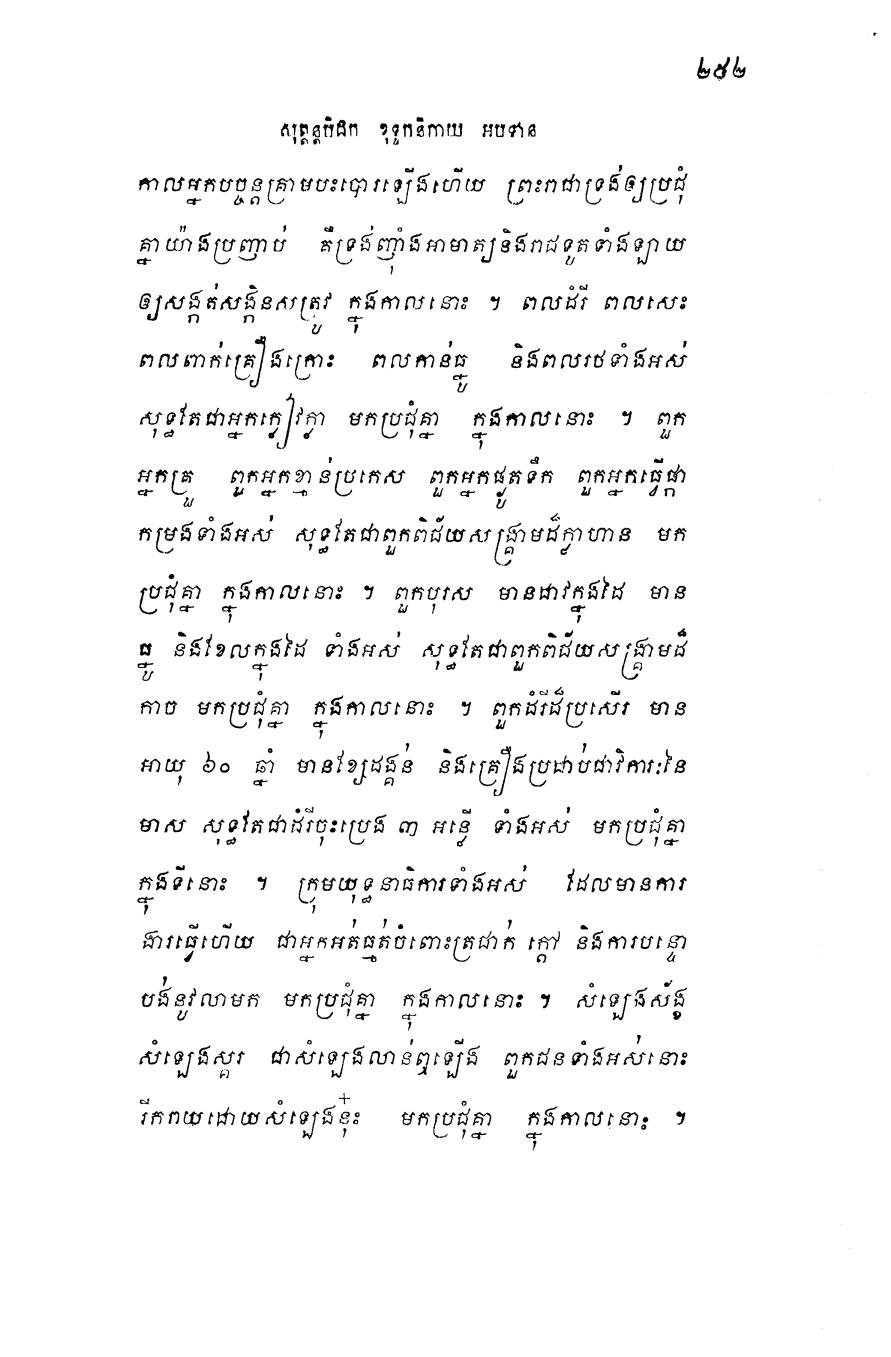 ២៥២
សុត្តន្តបិដក ខុទ្ទកនិកាយ អបទាន
កាលអ្នកបច្ចន្តគ្រាមបះបោរឡើងហើយ ព្រះរាជាទ្រង់ឲ្យប្រជុំ
គ្នាយ៉ាងប្រញាប់ គឺទ្រង់ញ៉ាំងអាមាត្យនិងរាជទូតទាំងឡាយ
ឲ្យសង្កត់សង្កិនសត្រូវ ក្នុងកាលនោះ ។ ពលដំរី ពលសេះ
ពលពាក់គ្រឿងក្រោះ ពលកាន់ធ្នូ និងពលរថទាំងអស់
សុទ្ធតែជាអ្នកក្លៀវក្លា មកប្រជុំគ្នា ក្នុងកាលនោះ ។ ពួក
អ្នកគ្រួ ពួកអ្នកខ្មាន់ប្រកេស ពួកអ្នកផ្ងូតទឹក ពួកអ្នកធ្វើផ្កា
កម្រងទាំងអស់ សុទ្ធតែជាពួកពិជ័យសង្គ្រាមដ៏ក្លាហាន មក
ប្រជុំគ្នា ក្នុងកាលនោះ ។ ពួកបុរស មានដាវក្នុងដៃ មាន
ធ្នូ និងខែលក្នុងដៃ ទាំងអស់ សុទ្ធតែជាពួកពិជ័យសង្គ្រាមដ៏
កាច មកប្រជុំគ្នា ក្នុងកាលនោះ ។ ពួកដំរីដ៏ប្រសើរ មាន
អាយុ ៦០ ឆ្នាំ មានខ្សែដង្គន់ និងគ្រឿងប្រដាប់ជាវិការៈនៃ
មាស សុទ្ធតែជាដំរីចុះប្រេង ៣ អន្លើ ទាំងអស់ មកប្រជុំគ្នា
ក្នុងទីនោះ ។ ក្រុមយុទ្ធនាធិការទាំងអស់ ដែលមានការ
ងារធ្វើហើយ ជាអ្នកអត់ធ្មត់ចំពោះត្រជាក់ ក្តៅ និងការបន្ទោ
បង់នូវលាមក មកប្រជុំគ្នា ក្នុងកាលនោះ ។ សំឡេងស័ង្ខ
សំឡេងស្គរ ជាសំឡេងលាន់ឮឡើង ពួកជនទាំងអស់នោះ
រីករាយដោយសំឡេងនុ៎ះ មកប្រជុំគ្នា ក្នុងកាលនោះ ។